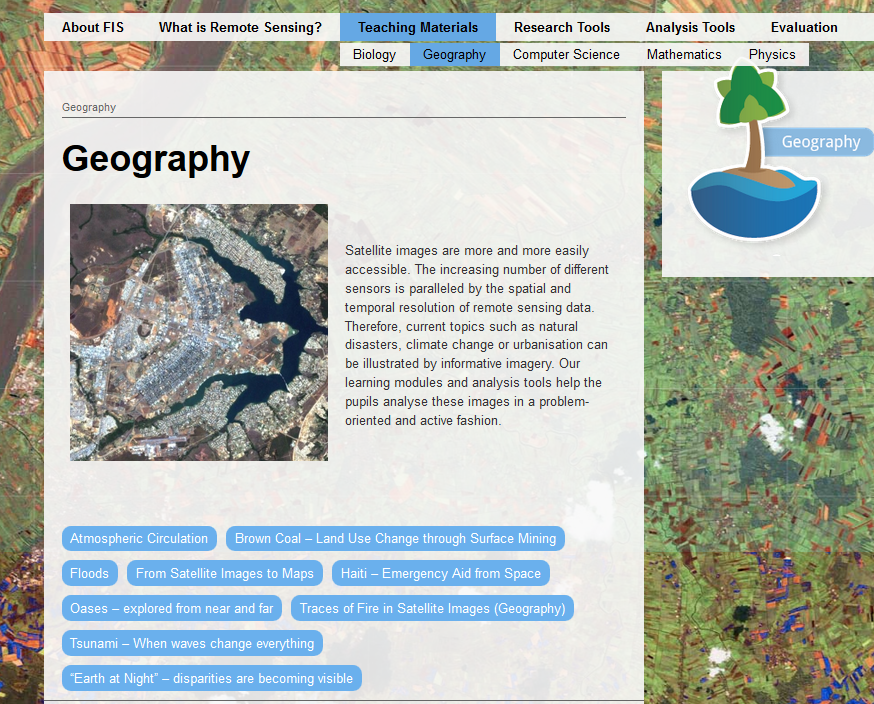 About FIS What is Remote Sensing? Teaching Materials Research Tools Analysis Tools Evaluation
Biology Geography Computer Science Mathematics Physics
Geography
Geography
Geography
Satellite images are more and more easily
accessible. The increasing number of different
sensors is paralleled by the spatial and
temporal resolution of remote sensing data.
Therefore, current topics such as natural
disasters, climate change or urbanisation can
be illustrated by informative imagery. Our
learning modules and analysis tools help the
pupils analyse these images in a problem-
oriented and active fashion.
Atmospheric Circulation Brown Coal – Land Use Change through Surface Mining
Floods From Satellite Images to Maps Haiti – Emergency Aid from Space
Oases – explored from near and far Traces of Fire in Satellite Images (Geography)
Tsunami – When waves change everything
“Earth at Night” – disparities are becoming visible